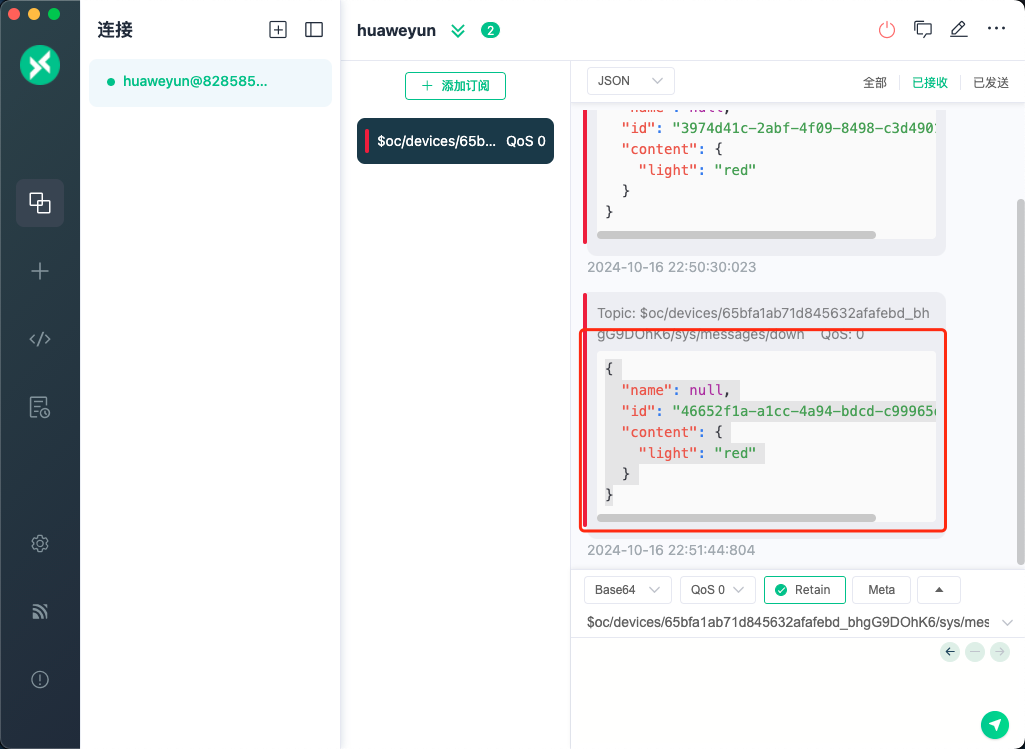 连接
huaweyun@828585...
huaweyun
2
添加订阅
$oc/devices/65b... QoS 0
JSON
全部
已接收
已发送
"name": null,
"id": "3974d41c-2abf-4f09-8498-c3d490
"content": {
"light": "red"
}
}
2024-10-16 22:50:30:023
Topic: $oc/devices/65bfa1ab71d845632afafebd_bh
gG9DOhK6/sys/messages/down QoS: 0
{
"name": null,
"id": "46652f1a-a1cc-4a94-bdcd-c99965
"content": {
"light": "red"
}
}
2024-10-16 22:51:44:804
Base64
QoS 0
Retain
Meta
$oc/devices/65bfa1ab71d845632afafebd_bhgG9DOhK6/sys/mes